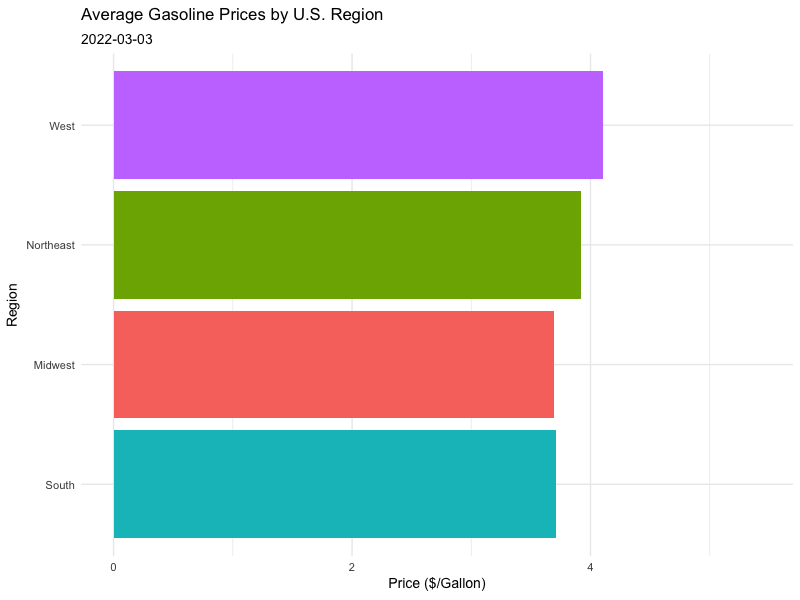 Average Gasoline Prices by U.S. Region
2022-03-03
West
Northeast
Midwest
South
Region
0 2 4
Price ($/Gallon)